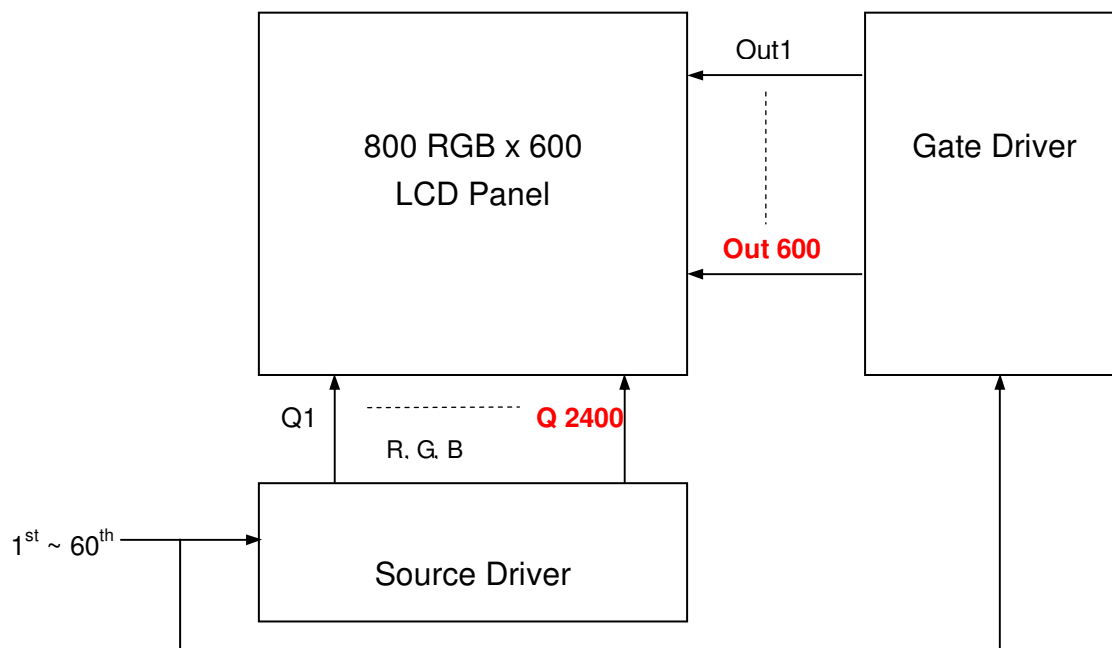 Out1
800 RGB x 600
LCD Panel
Gate Driver
Out 600
Q1
Q 2400
R, G, B
1st ~ 60th
Source Driver